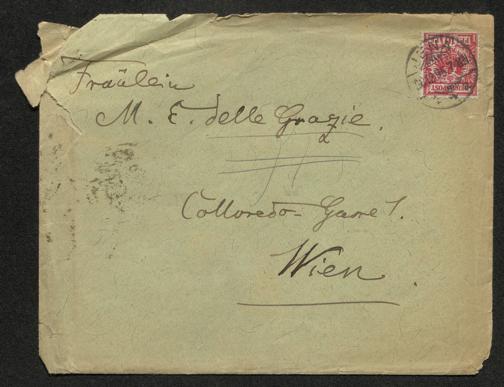 Fräulein
M. E. delle Grazie.
Colloredo-Gasse 1.
Wien